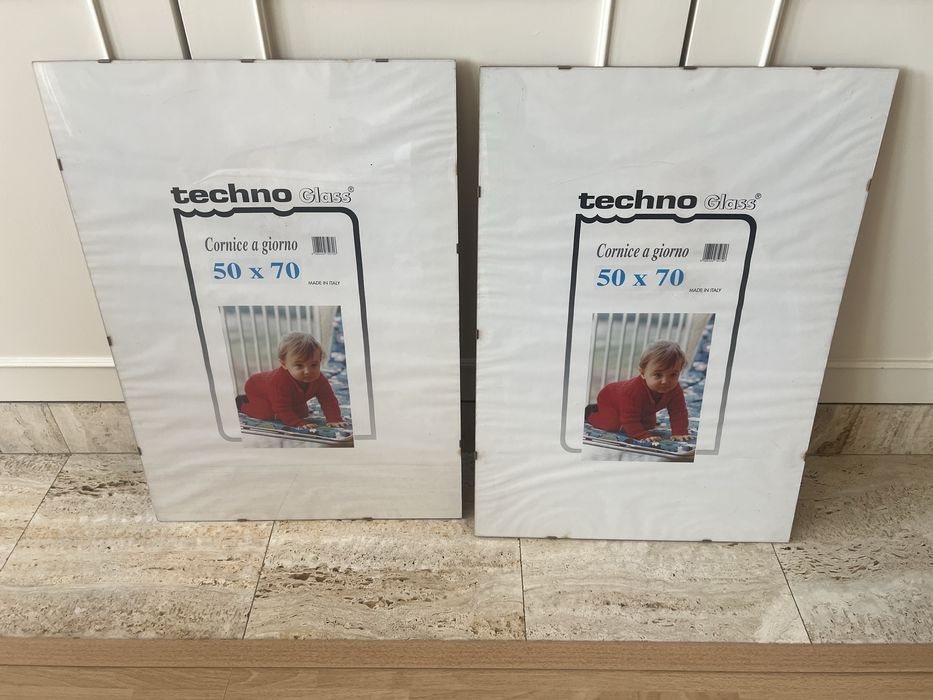 techno Glass®
Cornice a giorno
50 x 70
MADE IN ITALY
techno Glass®
Cornice a giorno
50 x 70
MADE IN ITALY